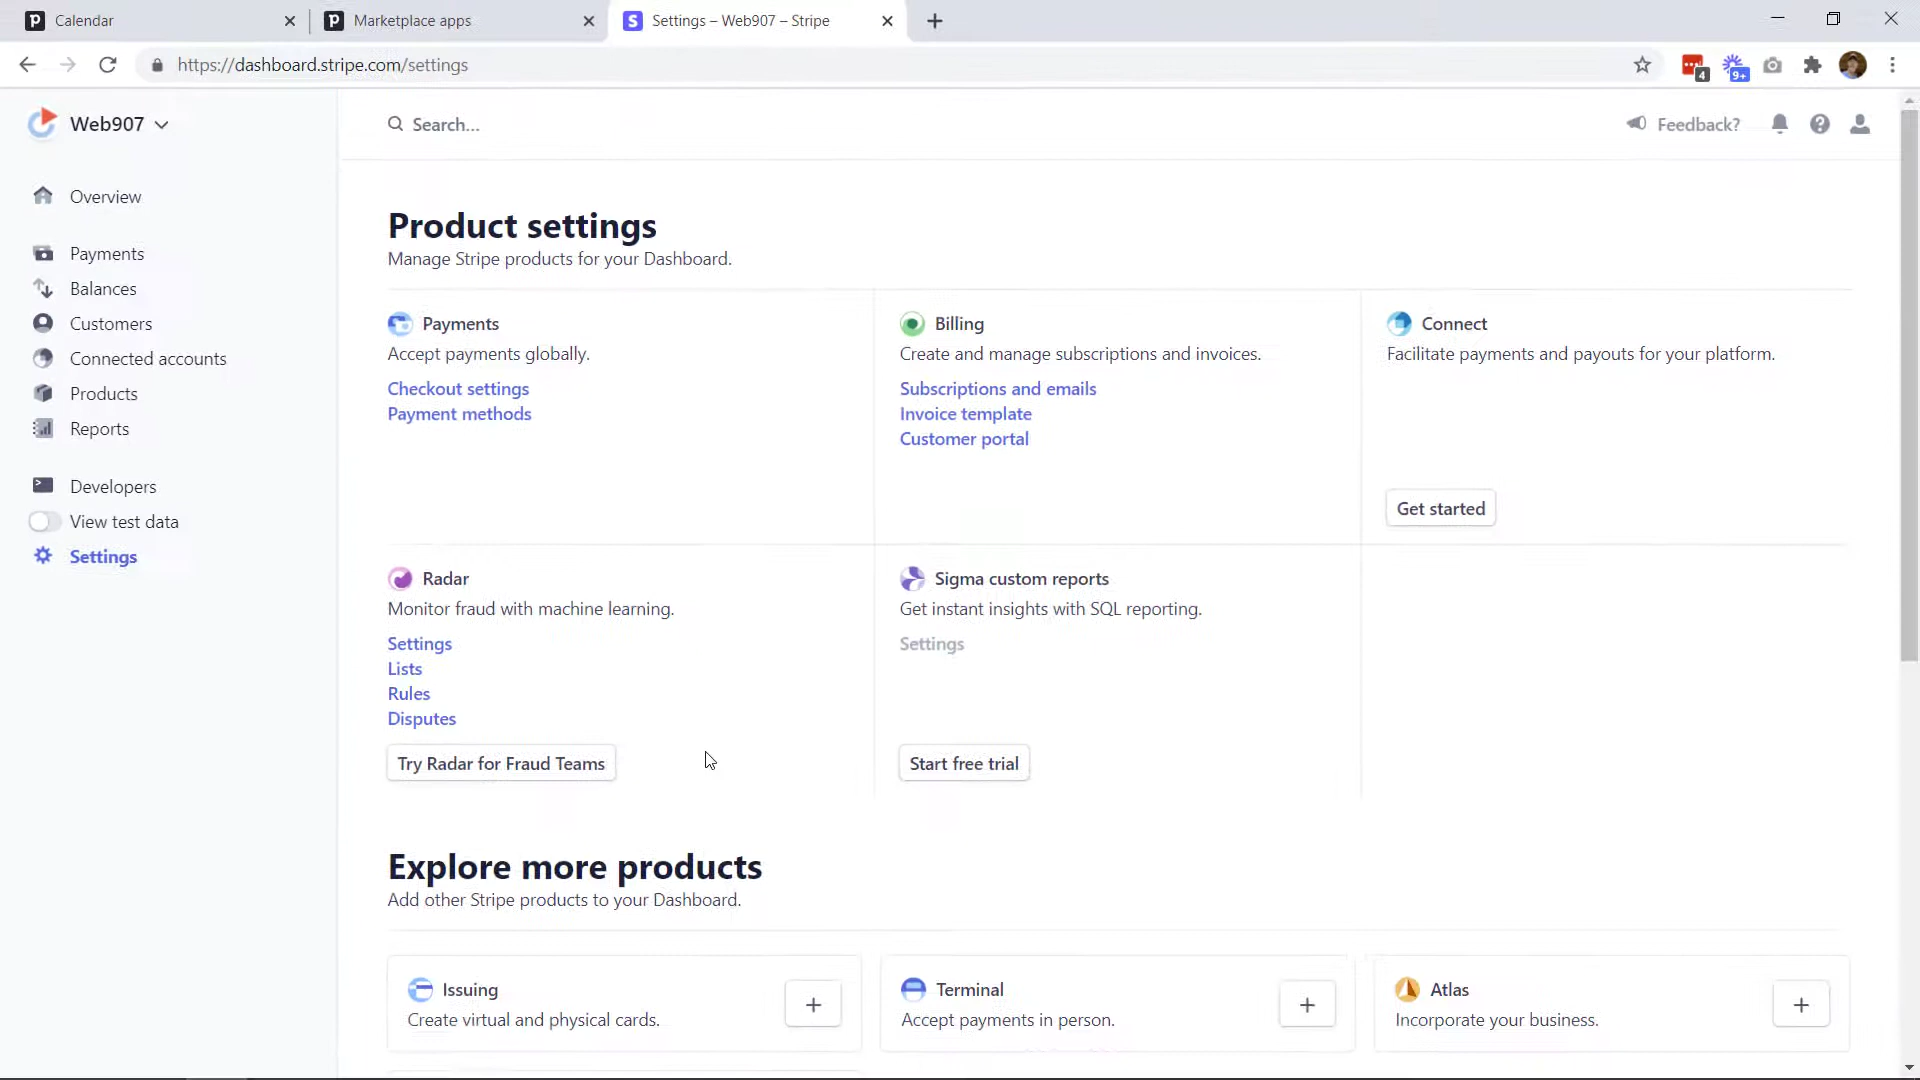 Calendar
Marketplace apps
Settings – Web907 – Stripe
https://dashboard.stripe.com/settings
4
9+
Web907
Search...
Feedback?
Overview
Payments
Balances
Customers
Connected accounts
Products
Reports
Developers
View test data
Settings
Product settings
Manage Stripe products for your Dashboard.
Payments
Accept payments globally.
Checkout settings
Payment methods
Billing
Create and manage subscriptions and invoices.
Subscriptions and emails
Invoice template
Customer portal
Connect
Facilitate payments and payouts for your platform.
Get started
Radar
Monitor fraud with machine learning.
Settings
Lists
Rules
Disputes
Try Radar for Fraud Teams
Sigma custom reports
Get instant insights with SQL reporting.
Settings
Start free trial
Explore more products
Add other Stripe products to your Dashboard.
Issuing
Create virtual and physical cards.
Terminal
Accept payments in person.
Atlas
Incorporate your business.